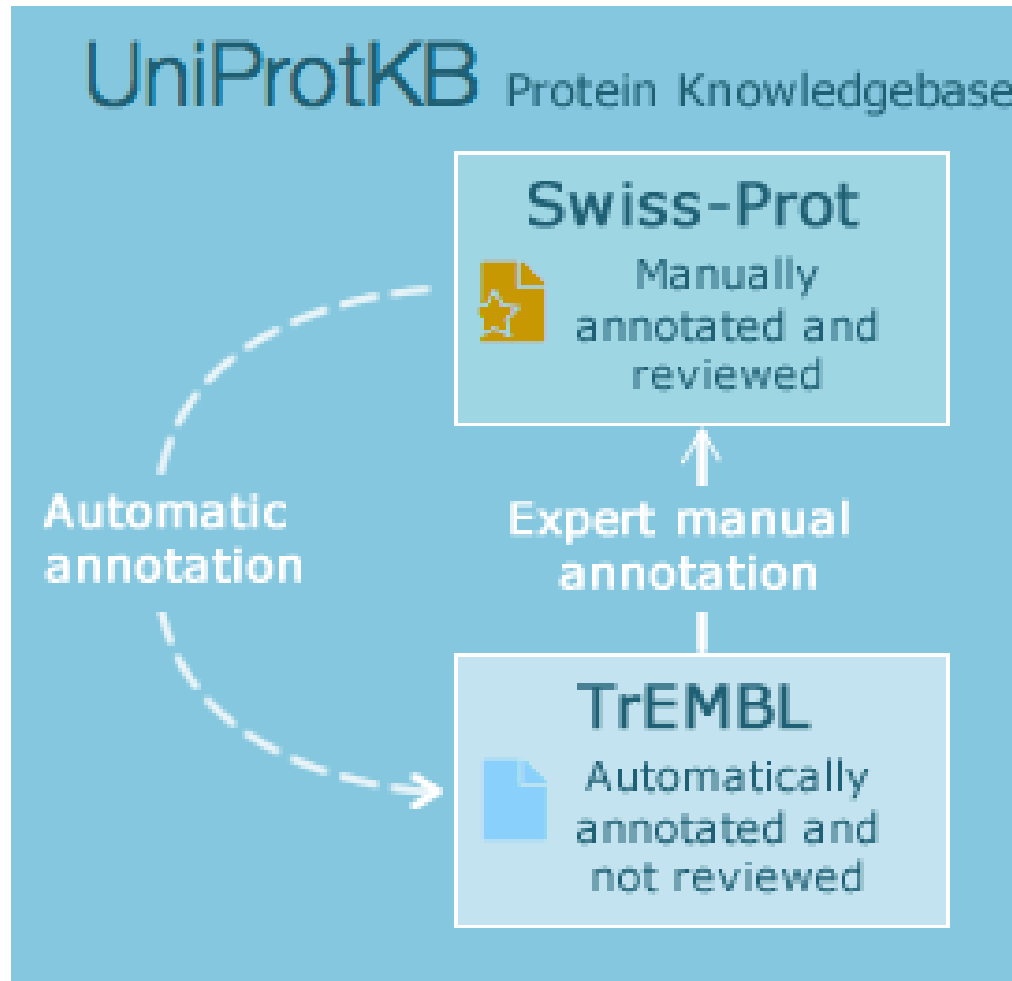 UniProtKB Protein Knowledgebase
Swiss-Prot
Manually
annotated and
reviewed
Automatic
annotation
Expert manual
annotation
TrEMBL
Automatically
annotated and
not reviewed